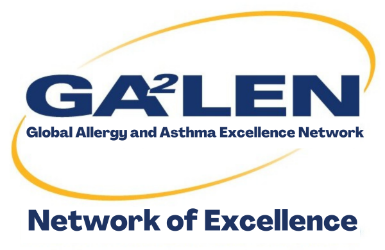 GA²LEN
Global Allergy and Asthma Excellence Network
Network of Excellence